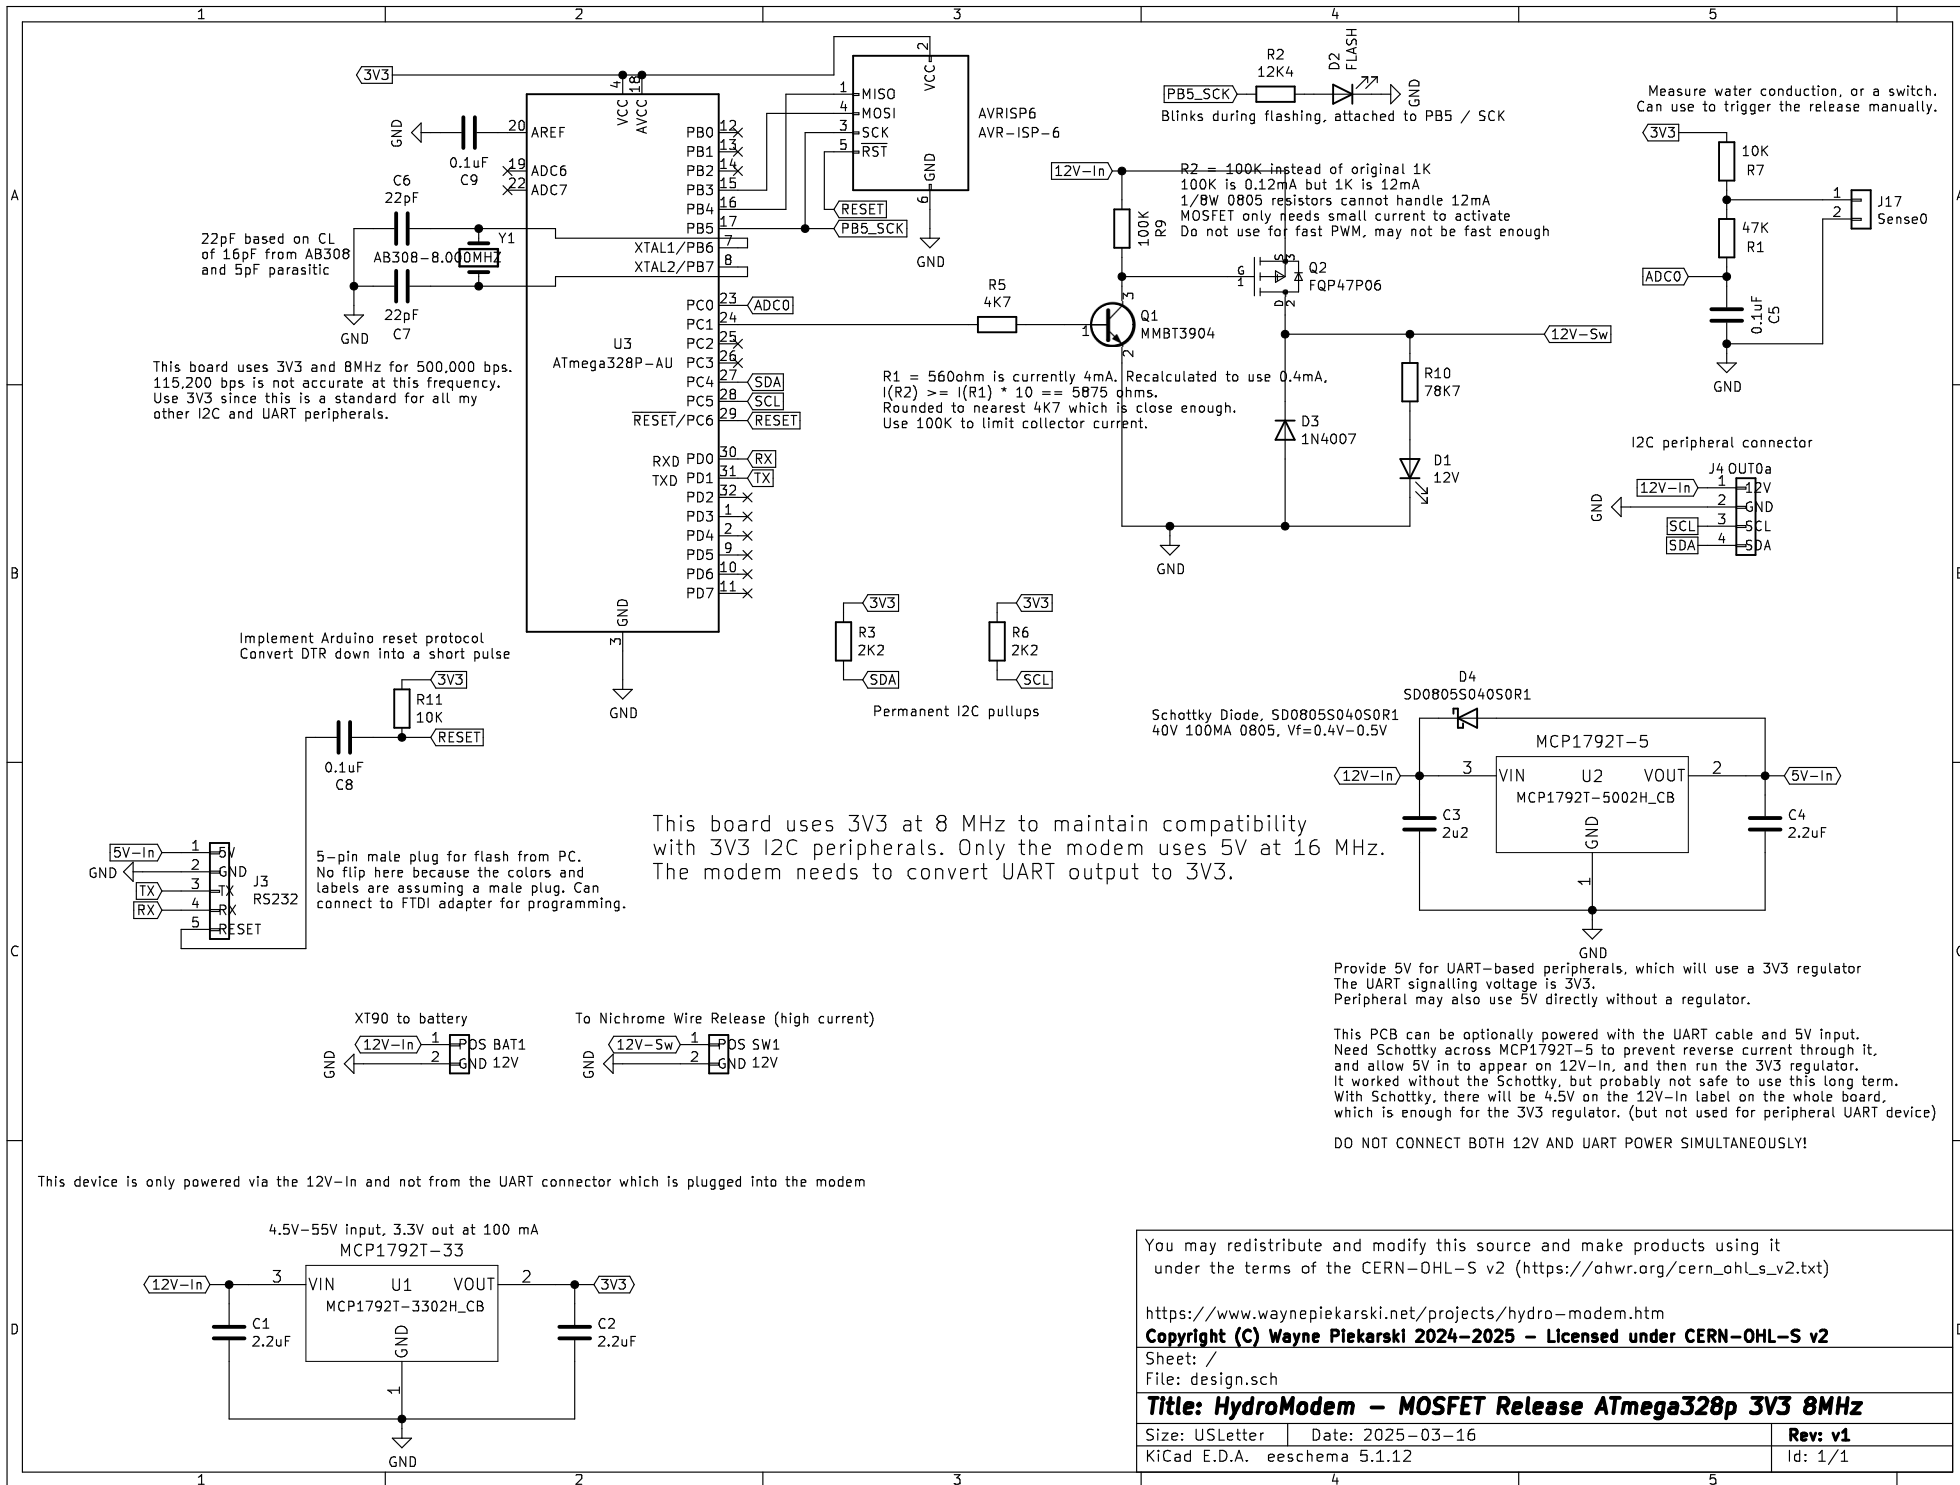 1 2 3 4 5
A
B
C
D
3V3
GND
0.1uF
C9
20 AREF
19 ADC6
22 ADC7
VCC 4
AVCC 18
C6
22pF
22pF based on CL
of 16pF from AB308
and 5pF parasitic
Y1
AB308-8.000MHZ
22pF
C7
GND
This board uses 3V3 and 8MHz for 500,000 bps.
115,200 bps is not accurate at this frequency.
Use 3V3 since this is a standard for all my
other I2C and UART peripherals.
U3
ATmega328P-AU
PB0 12
PB1 13
PB2 14
PB3 15
PB4 16
PB5 17
XTAL1/PB6 7
XTAL2/PB7 8
PC0 23 ADC0
PC1 24
PC2 25
PC3 26
PC4 27 SDA
PC5 28 SCL
RESET/PC6 29 RESET
RXD PD0 30 RX
TXD PD1 31 TX
PD2 32
PD3 1
PD4 2
PD5 9
PD6 10
PD7 11
GND
3
GND
VCC 2
1 MISO
4 MOSI
3 SCK
5 RST
GND 6
AVRISP6
AVR-ISP-6
RESET
PB5_SCK
GND
R2
12K4
D2
FLASH
PB5_SCK
GND
Blinks during flashing, attached to PB5 / SCK
12V-In
R2 = 100K instead of original 1K
100K is 0.12mA but 1K is 12mA
1/8W 0805 resistors cannot handle 12mA
MOSFET only needs small current to activate
Do not use for fast PWM, may not be fast enough
100K
R9
R5
4K7
Q1
MMBT3904
1
2
3
Q2
FQP47P06
G
1
S
3
D
2
12V-Sw
R1 = 560ohm is currently 4mA. Recalculated to use 0.4mA,
I(R2) >= I(R1) * 10 == 5875 ohms.
Rounded to nearest 4K7 which is close enough.
Use 100K to limit collector current.
R10
78K7
D3
1N4007
D1
12V
GND
Measure water conduction, or a switch.
Can use to trigger the release manually.
3V3
10K
R7
47K
R1
ADC0
0.1uF
C5
GND
1
2
J17
Sense0
I2C peripheral connector
J4 OUT0a
12V-In 1 12V
GND 2 GND
SCL 3 SCL
SDA 4 SDA
3V3
R3
2K2
SDA
3V3
R6
2K2
SCL
Permanent I2C pullups
Implement Arduino reset protocol
Convert DTR down into a short pulse
3V3
R11
10K
RESET
0.1uF
C8
5V-In 1 5V
GND 2 GND
TX 3 TX
RX 4 RX
5 RESET
J3
RS232
5-pin male plug for flash from PC.
No flip here because the colors and
labels are assuming a male plug. Can
connect to FTDI adapter for programming.
This board uses 3V3 at 8 MHz to maintain compatibility
with 3V3 I2C peripherals. Only the modem uses 5V at 16 MHz.
The modem needs to convert UART output to 3V3.
D4
SD0805S040S0R1
Schottky Diode, SD0805S040S0R1
40V 100MA 0805, Vf=0.4V-0.5V
MCP1792T-5
12V-In 3 VIN U2 VOUT 2 5V-In
MCP1792T-5002H_CB
C3
2u2
GND
1
C4
2.2uF
GND
Provide 5V for UART-based peripherals, which will use a 3V3 regulator
The UART signalling voltage is 3V3.
Peripheral may also use 5V directly without a regulator.
This PCB can be optionally powered with the UART cable and 5V input.
Need Schottky across MCP1792T-5 to prevent reverse current through it,
and allow 5V in to appear on 12V-In, and then run the 3V3 regulator.
It worked without the Schottky, but probably not safe to use this long term.
With Schottky, there will be 4.5V on the 12V-In label on the whole board,
which is enough for the 3V3 regulator. (but not used for peripheral UART device)
DO NOT CONNECT BOTH 12V AND UART POWER SIMULTANEOUSLY!
XT90 to battery
12V-In 1 POS BAT1
GND 2 GND 12V
To Nichrome Wire Release (high current)
12V-Sw 1 POS SW1
GND 2 GND 12V
This device is only powered via the 12V-In and not from the UART connector which is plugged into the modem
4.5V-55V input, 3.3V out at 100 mA
MCP1792T-33
12V-In 3 VIN U1 VOUT 2 3V3
MCP1792T-3302H_CB
C1
2.2uF
GND
1
C2
2.2uF
GND
You may redistribute and modify this source and make products using it
under the terms of the CERN-OHL-S v2 (https://ohwr.org/cern_ohl_s_v2.txt)
https://www.waynepiekarski.net/projects/hydro-modem.htm
Copyright (C) Wayne Piekarski 2024-2025 - Licensed under CERN-OHL-S v2
Sheet: /
File: design.sch
Title: HydroModem - MOSFET Release ATmega328p 3V3 8MHz
Size: USLetter Date: 2025-03-16 Rev: v1
KiCad E.D.A. eeschema 5.1.12 Id: 1/1
1 2 3 4 5